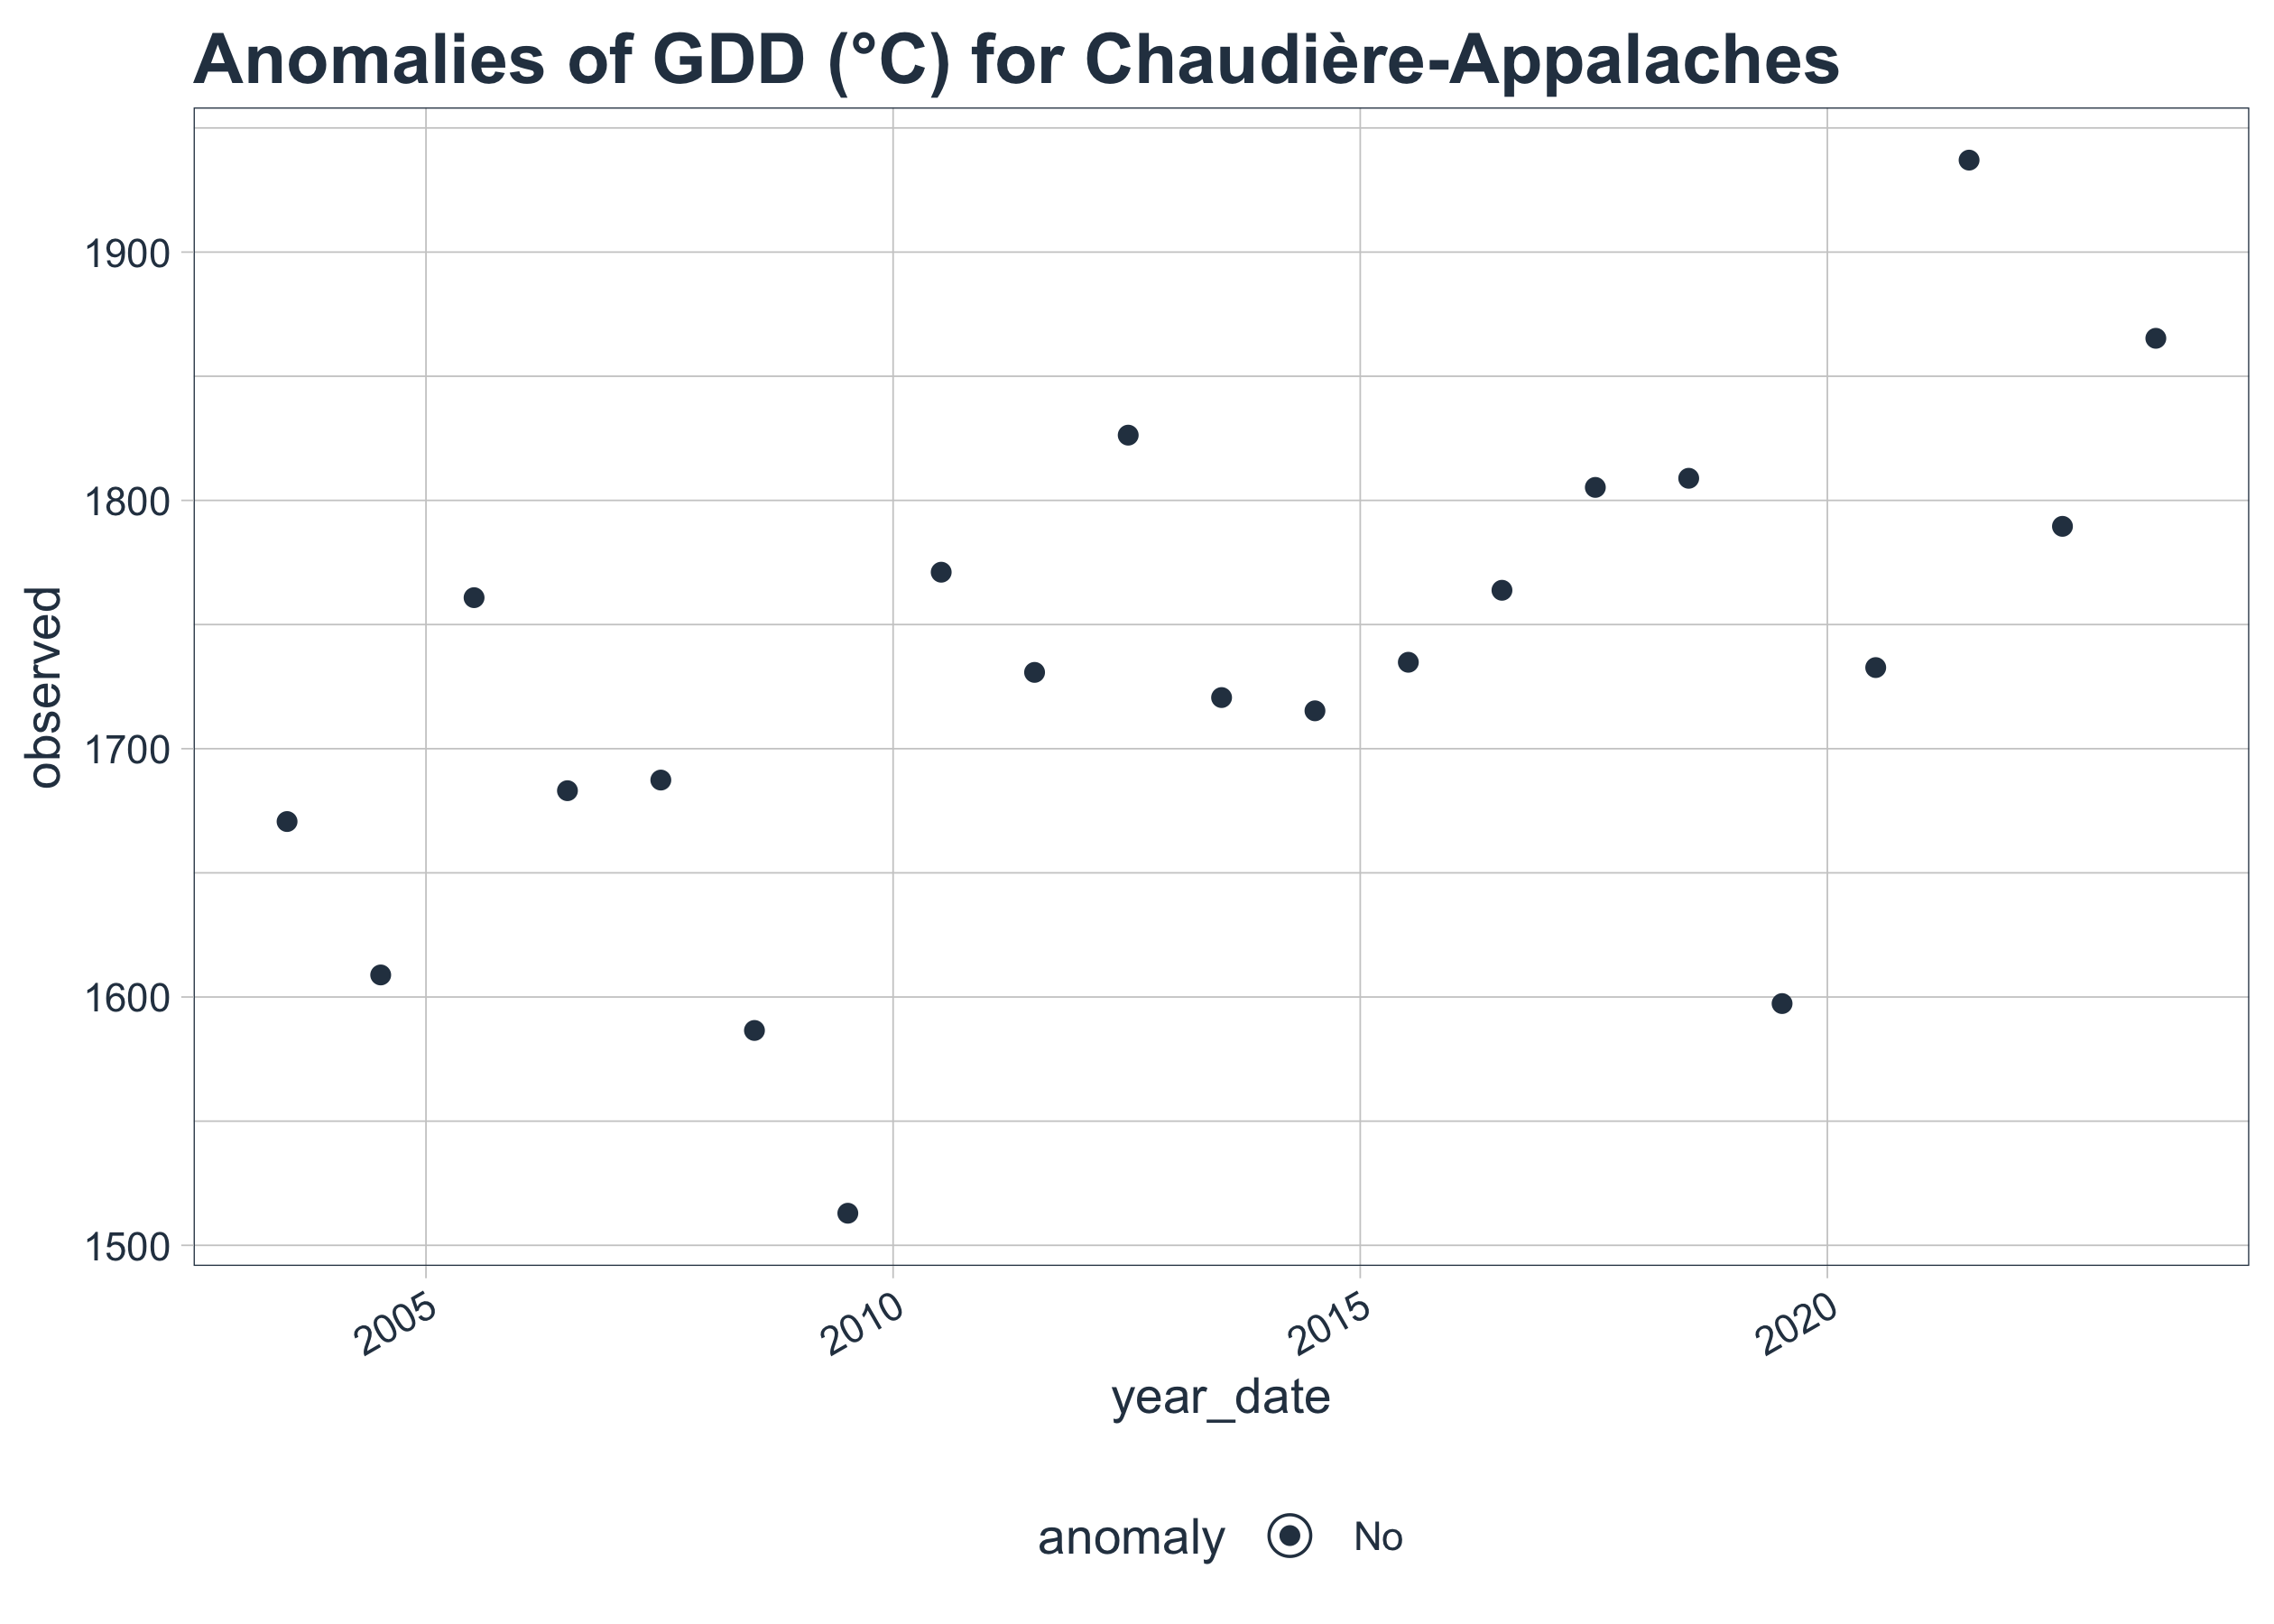 Anomalies of GDD (°C) for Chaudière-Appalaches
1900
1800
1700
1600
1500
observed
2005
2010
2015
2020
year_date
anomaly No